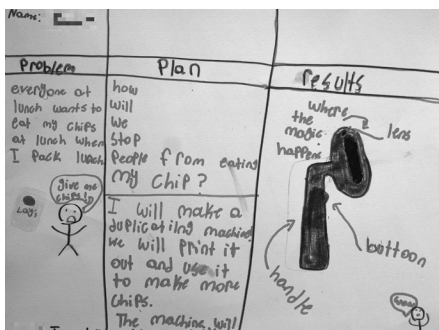 Name:
Problem
everyone at
lunch wants to
eat my chips
at lunch when
I pack lunch
give me
chips!!
Lays
Plan
how
will
we
stop
people from eating
my chip?
I will make a
duplicatilng machine
we will print it
out and use it
to make more
chips.
The machine will
results
where
the
magic
happens
lens
buttoon
handle